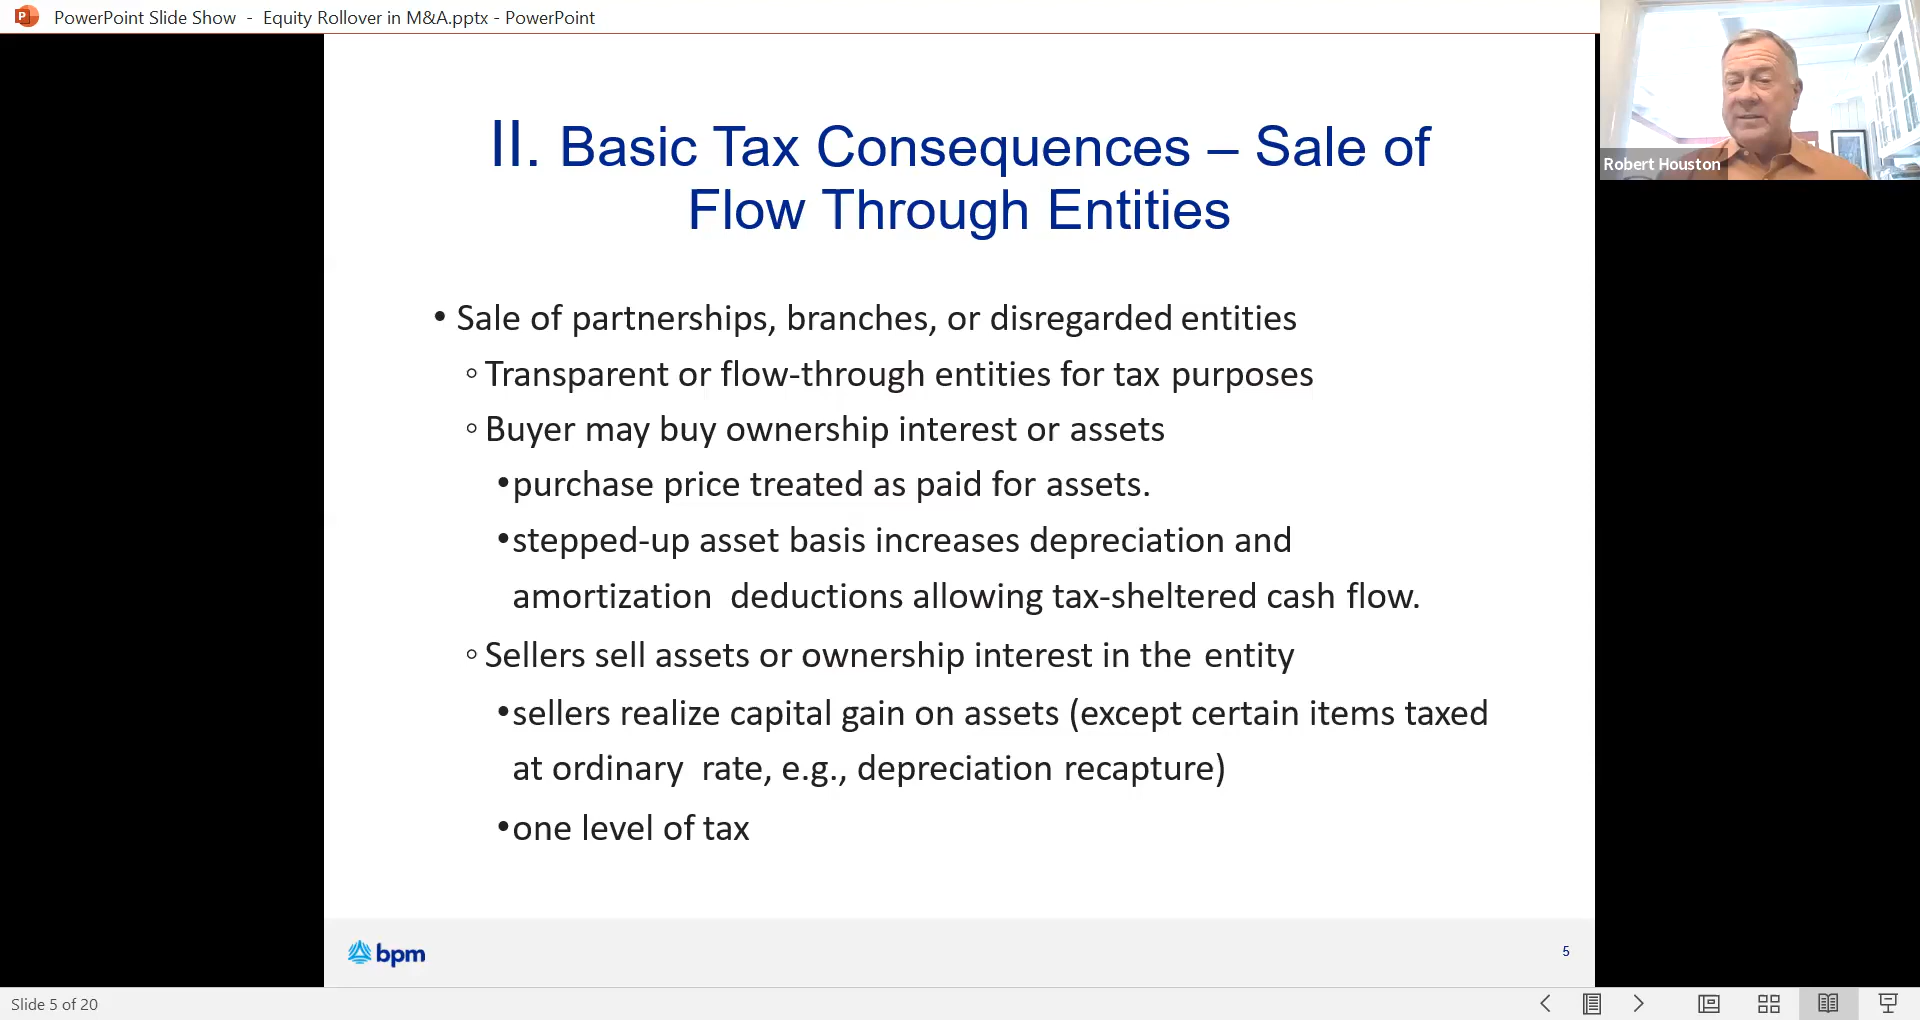 PowerPoint Slide Show - Equity Rollover in M&A.pptx - PowerPoint
Robert Houston
II. Basic Tax Consequences – Sale of
Flow Through Entities
• Sale of partnerships, branches, or disregarded entities
◦ Transparent or flow-through entities for tax purposes
◦ Buyer may buy ownership interest or assets
•purchase price treated as paid for assets.
•stepped-up asset basis increases depreciation and
amortization deductions allowing tax-sheltered cash flow.
◦ Sellers sell assets or ownership interest in the entity
•sellers realize capital gain on assets (except certain items taxed
at ordinary rate, e.g., depreciation recapture)
•one level of tax
bpm
5
Slide 5 of 20